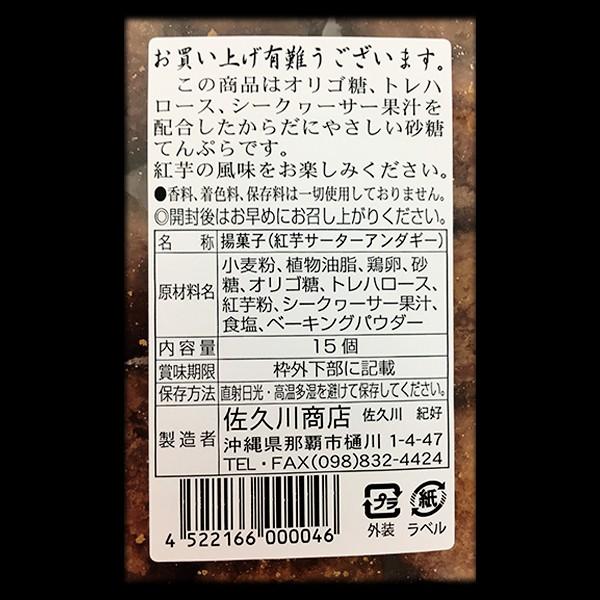 お買い上げ有難うございます。
この商品はオリゴ糖、トレハ
ロース、シークヮーサー果汁を
配合したからだにやさしい砂糖
てんぷらです。
紅芋の風味をお楽しみください。
●香料、着色料、保存料は一切使用しておりません。
◎開封後はお早めにお召し上がりください。
名称 揚菓子(紅芋サーターアンダギー)
原材料名 小麦粉、植物油脂、鶏卵、砂
糖、オリゴ糖、トレハロース、
紅芋粉、シークヮーサー果汁、
食塩、ベーキングパウダー
内容量 15個
賞味期限 枠外下部に記載
保存方法 直射日光・高温多湿を避けて保存してください。
製造者 佐久川商店 佐久川 紀好
沖縄県那覇市樋川 1-4-47
TEL・FAX(098)832-4424
4 522166 000046
プラ 紙
外装 ラベル